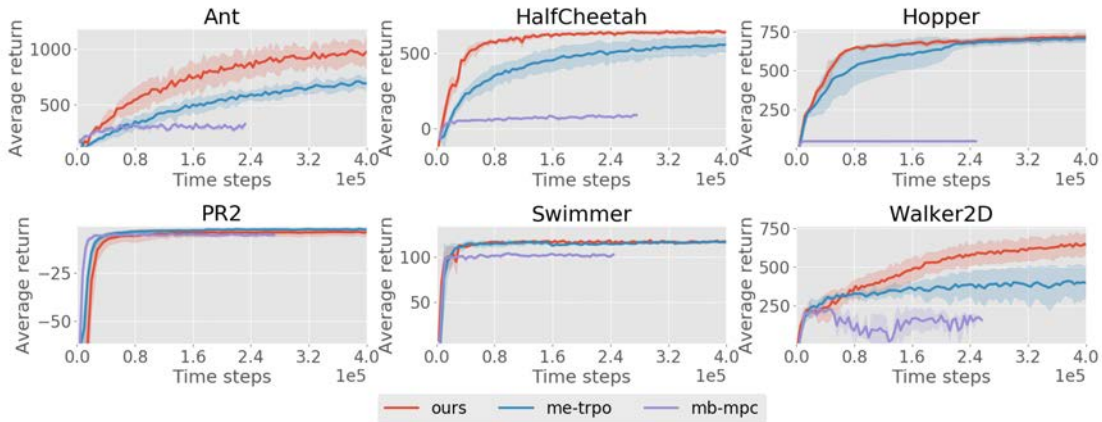 Ant
HalfCheetah
Hopper
Average return
1000
500
0.0 0.8 1.6 2.4 3.2 4.0
Time steps
1e5
Average return
500
0
0.0 0.8 1.6 2.4 3.2 4.0
Time steps
1e5
Average return
750
500
250
0.0 0.8 1.6 2.4 3.2 4.0
Time steps
1e5
PR2
Swimmer
Walker2D
Average return
−25
−50
0.0 0.8 1.6 2.4 3.2 4.0
Time steps
1e5
Average return
100
50
0.0 0.8 1.6 2.4 3.2 4.0
Time steps
1e5
Average return
750
500
250
0.0 0.8 1.6 2.4 3.2 4.0
Time steps
1e5
ours me-trpo mb-mpc